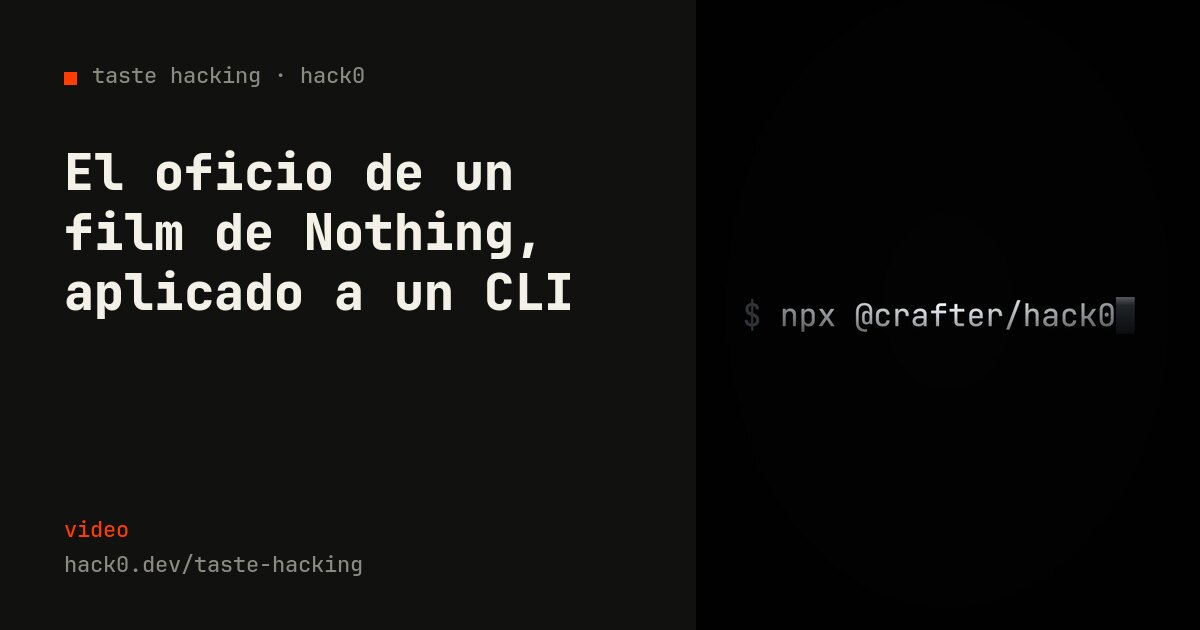 taste hacking · hack0
El oficio de un
film de Nothing,
aplicado a un CLI
$ npx @crafter/hack0
video
hack0.dev/taste-hacking